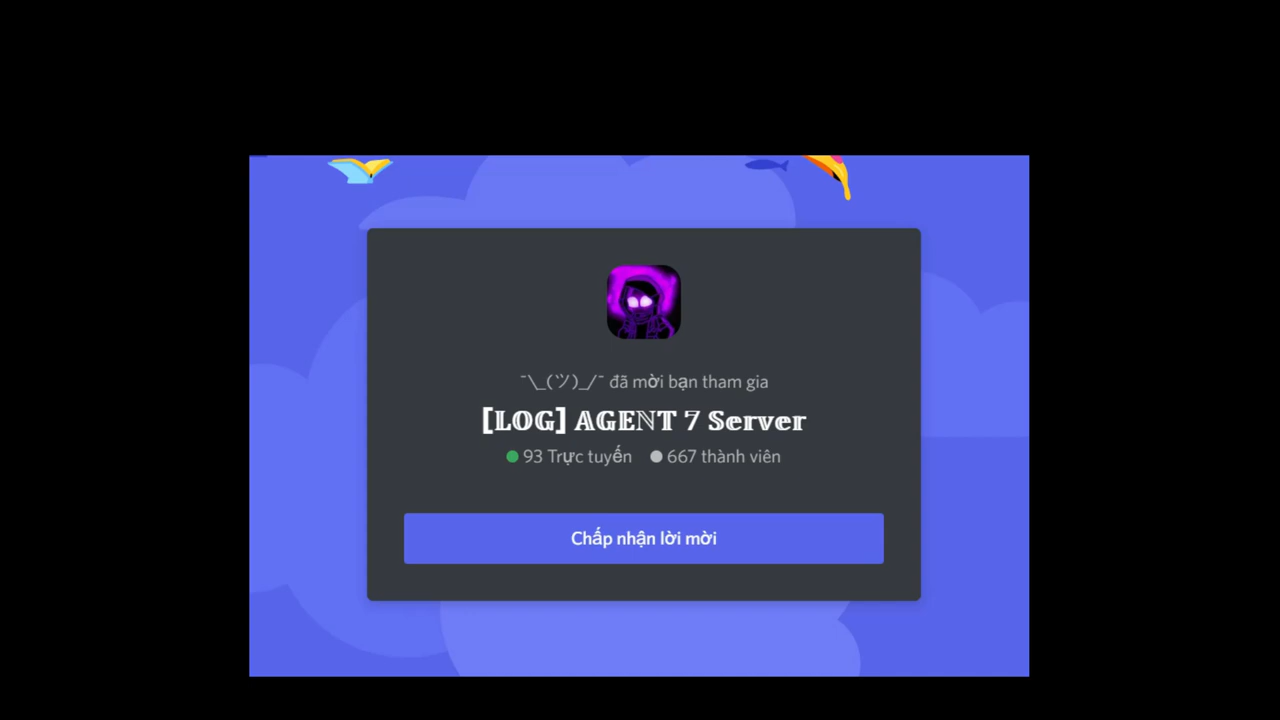 ¯\_(ツ)_/¯ đã mời bạn tham gia
[LOG] AGENT 7 Server
93 Trực tuyến 667 thành viên
Chấp nhận lời mời